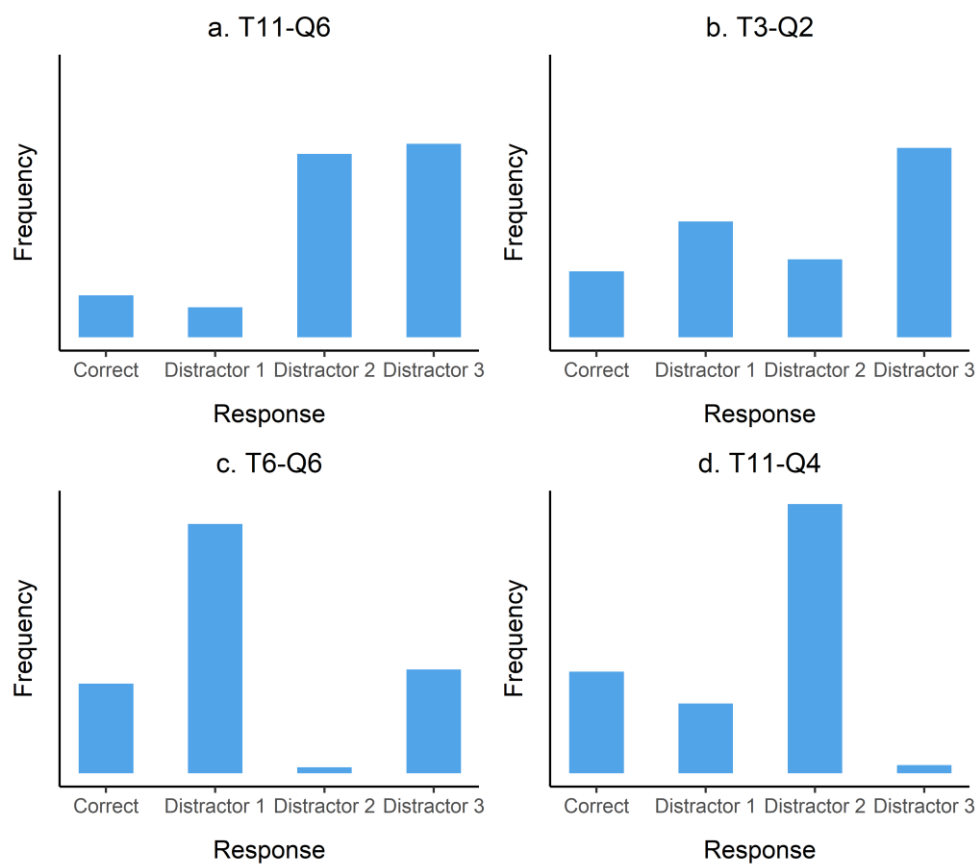 a. T11-Q6
Frequency
Correct Distractor 1 Distractor 2 Distractor 3
Response
b. T3-Q2
Frequency
Correct Distractor 1 Distractor 2 Distractor 3
Response
c. T6-Q6
Frequency
Correct Distractor 1 Distractor 2 Distractor 3
Response
d. T11-Q4
Frequency
Correct Distractor 1 Distractor 2 Distractor 3
Response